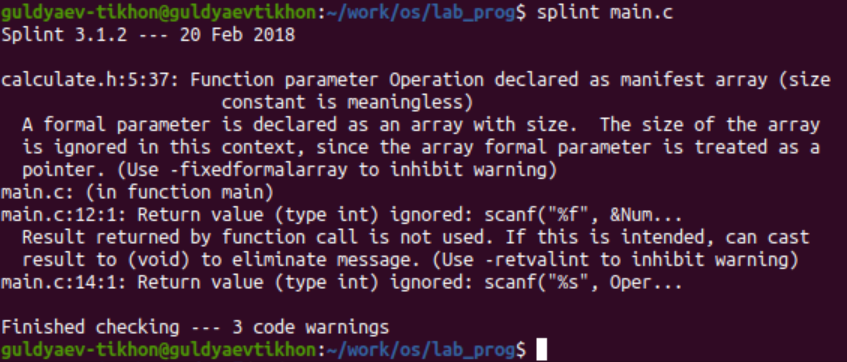 guldyaev-tikhon@guldyaevtikhon:~/work/os/lab_prog$ splint main.c
Splint 3.1.2 --- 20 Feb 2018
calculate.h:5:37: Function parameter Operation declared as manifest array (size
constant is meaningless)
A formal parameter is declared as an array with size.  The size of the array
is ignored in this context, since the array formal parameter is treated as a
pointer. (Use -fixedformalarray to inhibit warning)
main.c: (in function main)
main.c:12:1: Return value (type int) ignored: scanf("%f", &Num...
Result returned by function call is not used. If this is intended, can cast
result to (void) to eliminate message. (Use -retvalint to inhibit warning)
main.c:14:1: Return value (type int) ignored: scanf("%s", Oper...
Finished checking --- 3 code warnings
guldyaev-tikhon@guldyaevtikhon:~/work/os/lab_prog$